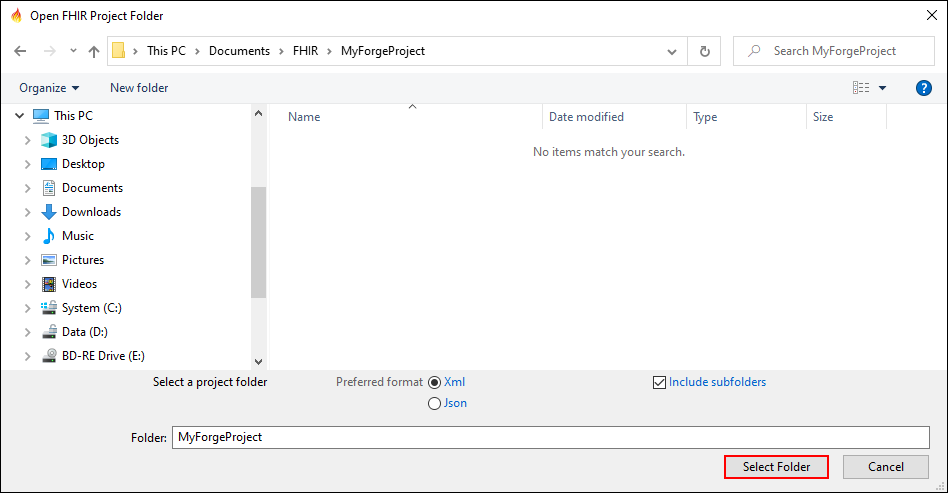 Open FHIR Project Folder
This PC > Documents > FHIR > MyForgeProject
Search MyForgeProject
Organize
New folder
?
This PC
3D Objects
Desktop
Documents
Downloads
Music
Pictures
Videos
System (C:)
Data (D:)
BD-RE Drive (E:)
Name Date modified Type Size
No items match your search.
Select a project folder
Preferred format Xml
Json
Include subfolders
Folder: MyForgeProject
Select Folder Cancel